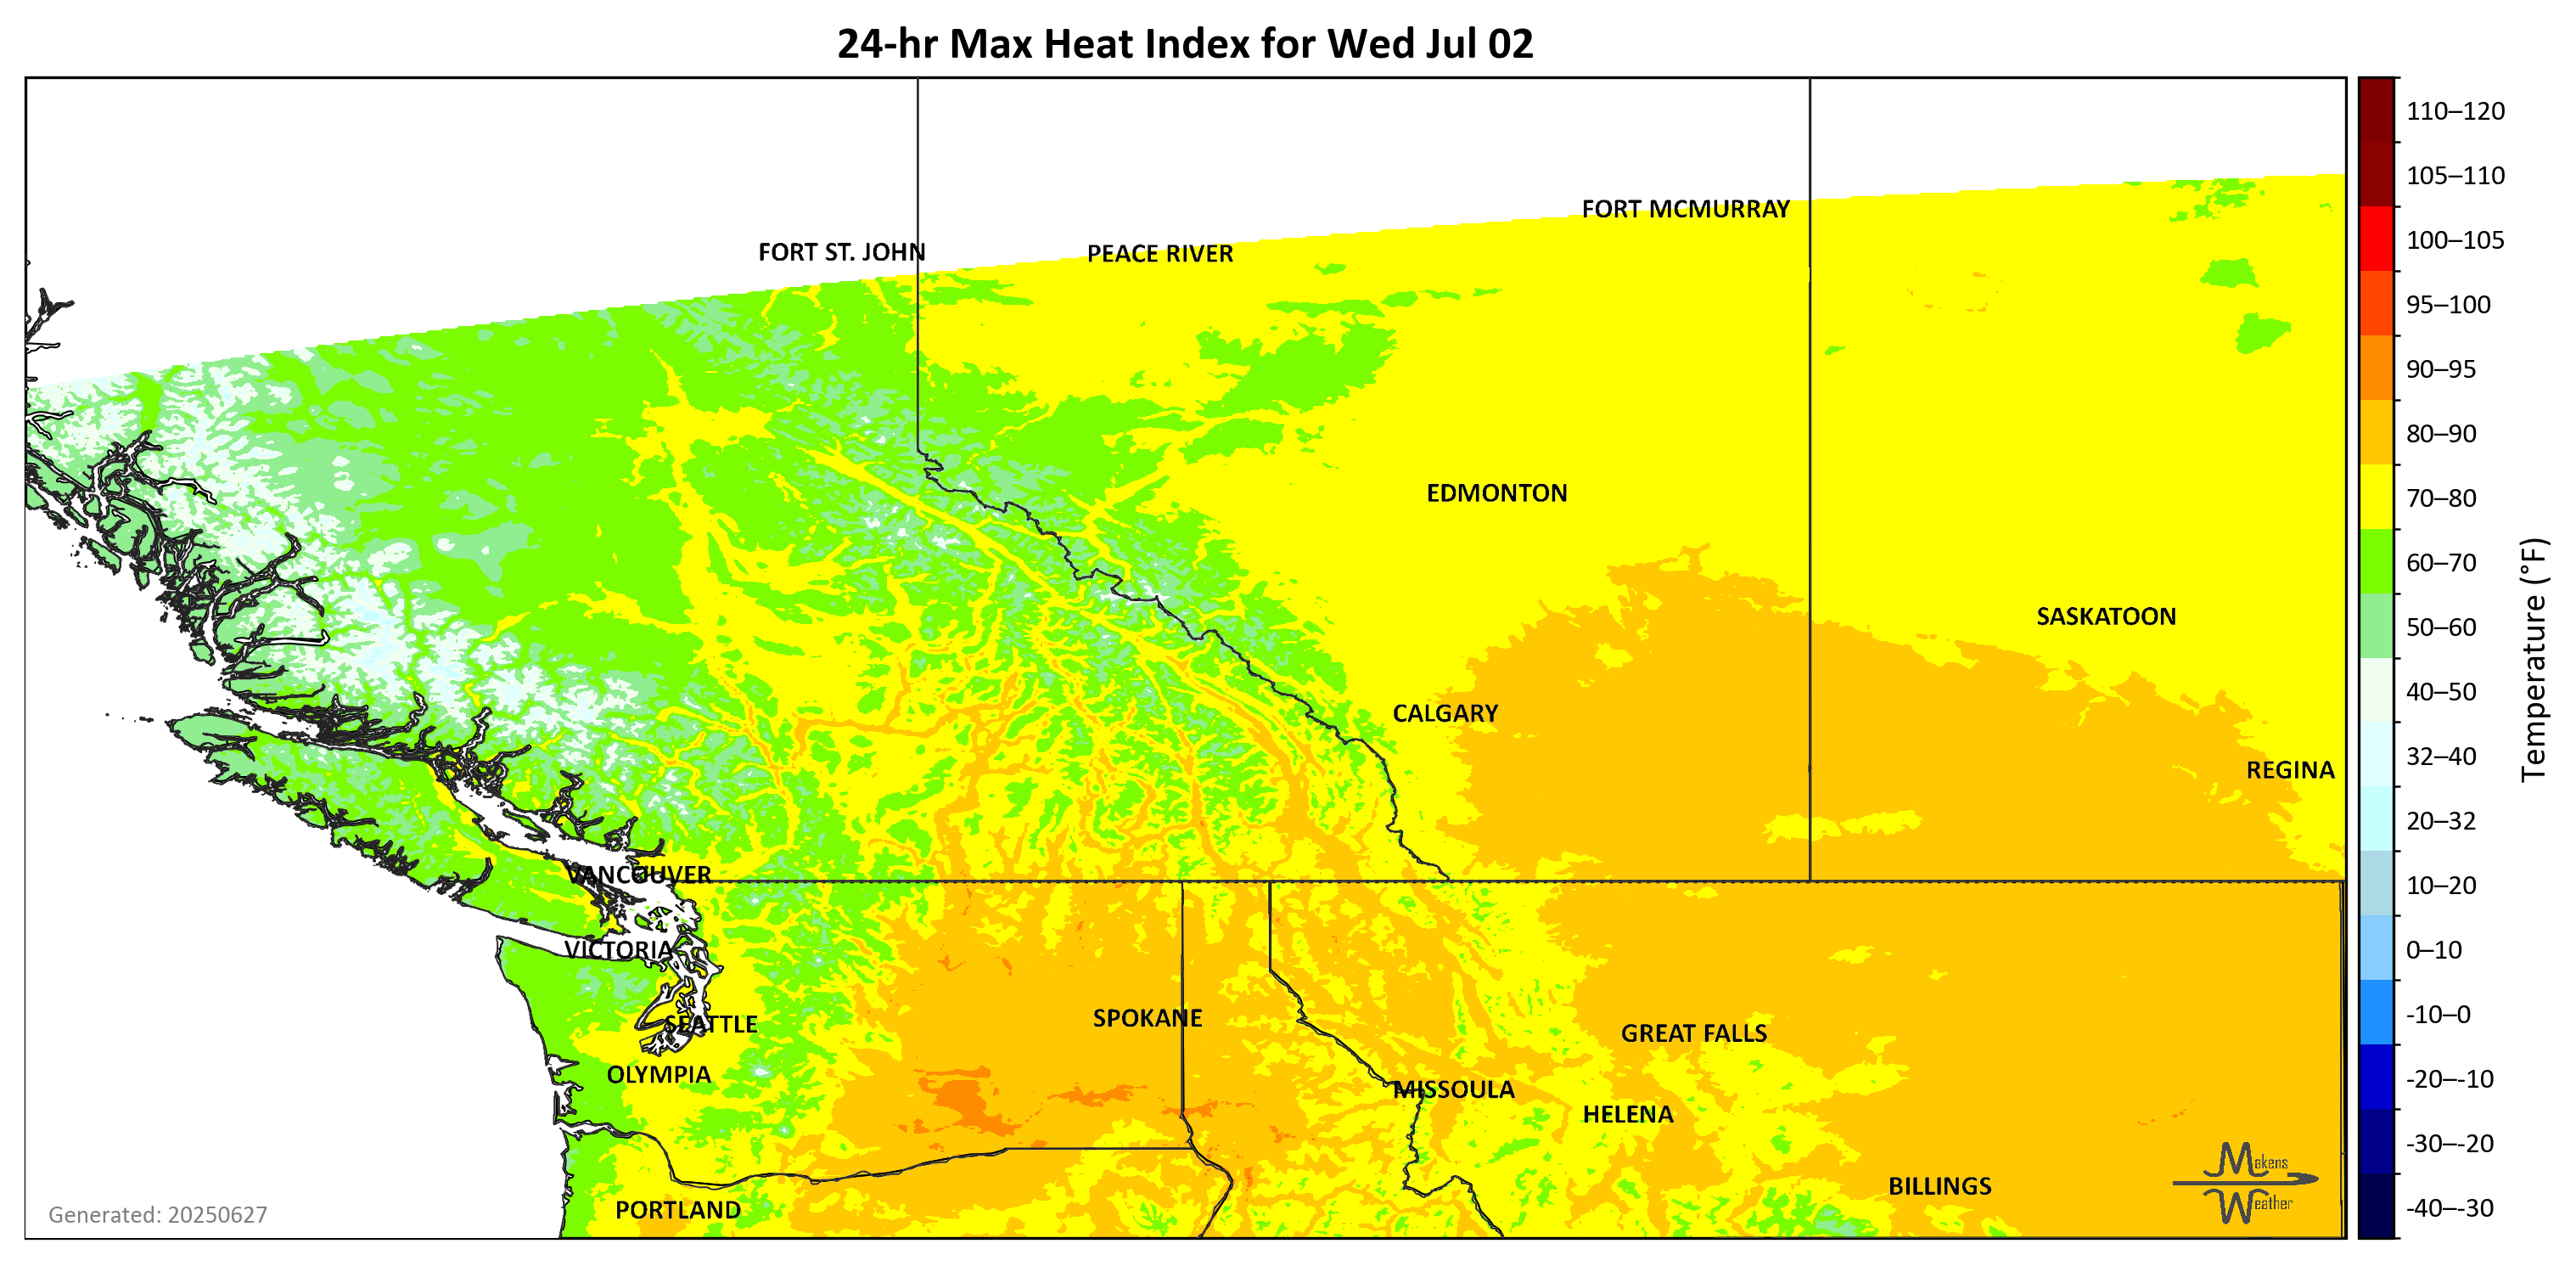 24-hr Max Heat Index for Wed Jul 02
FORT MCMURRAY
FORT ST. JOHN
PEACE RIVER
EDMONTON
SASKATOON
CALGARY
REGINA
VANCOUVER
VICTORIA
SEATTLE
SPOKANE
GREAT FALLS
OLYMPIA
MISSOULA
HELENA
BILLINGS
PORTLAND
Makens
Weather
Generated: 20250627
110–120
105–110
100–105
95–100
90–95
80–90
70–80
60–70
50–60
40–50
32–40
20–32
10–20
0–10
-10–0
-20–-10
-30–-20
-40–-30
Temperature (°F)